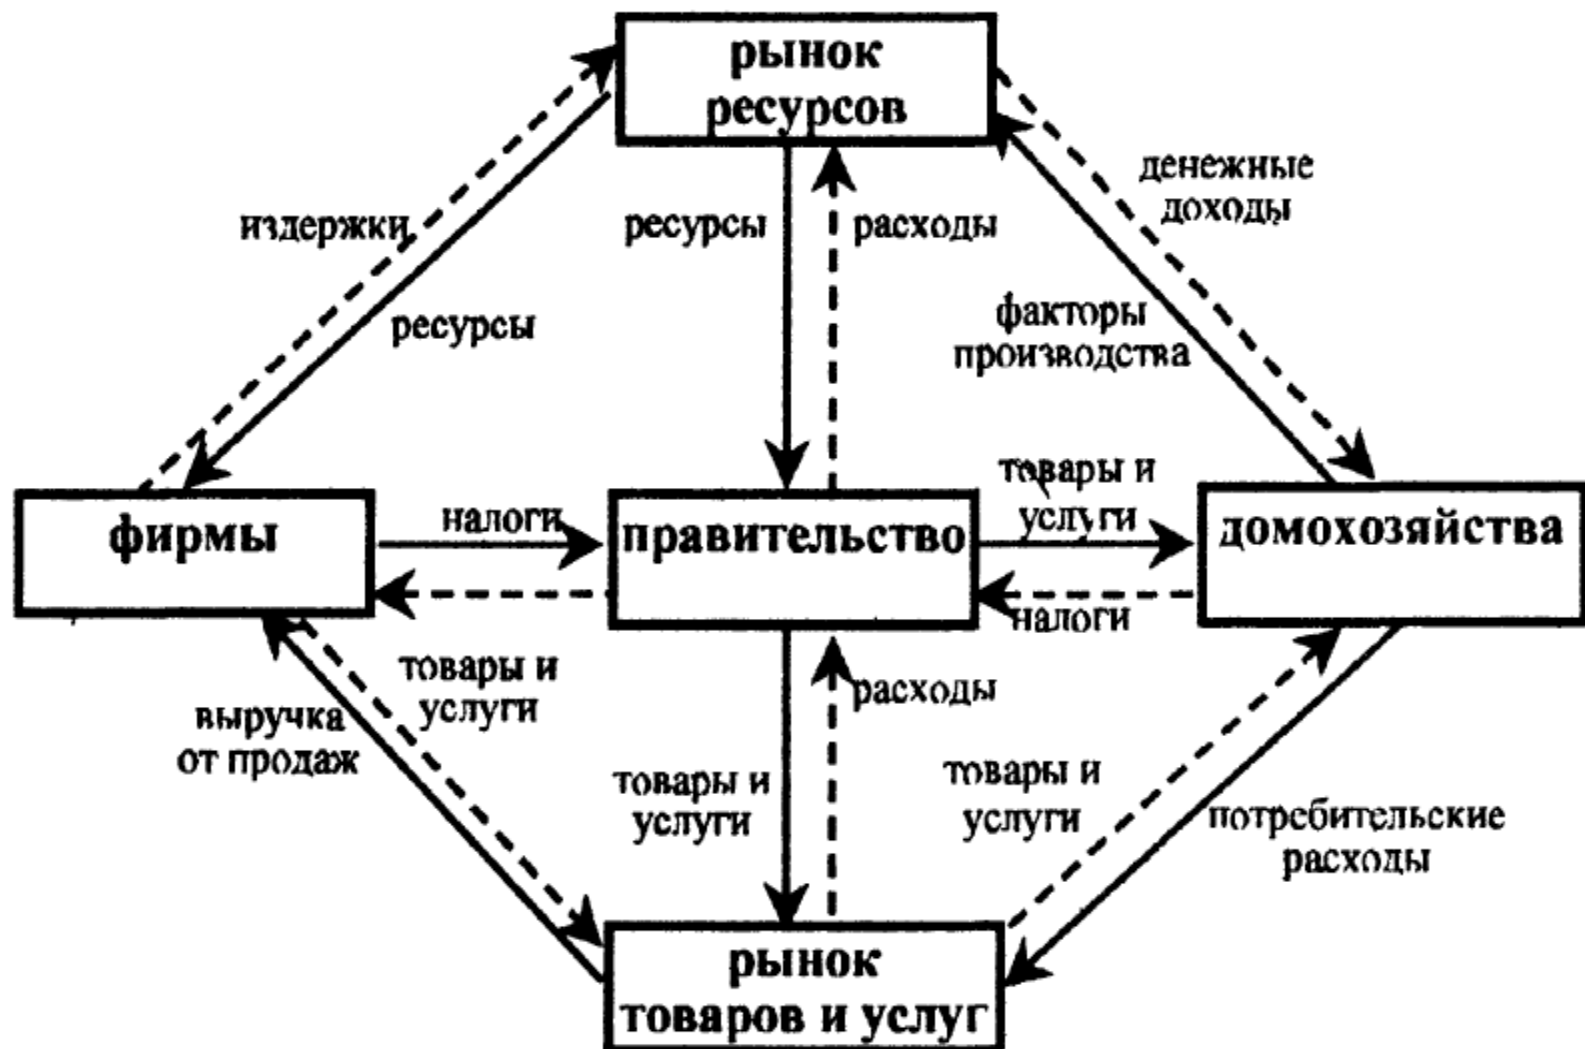 рынок
ресурсов
издержки
ресурсы
расходы
денежные
доходы
ресурсы
факторы
производства
фирмы
налоги
правительство
товары и
услуги
домохозяйства
налоги
товары и
услуги
выручка
от продаж
расходы
товары и
услуги
товары и
услуги
потребительские
расходы
рынок
товаров и услуг